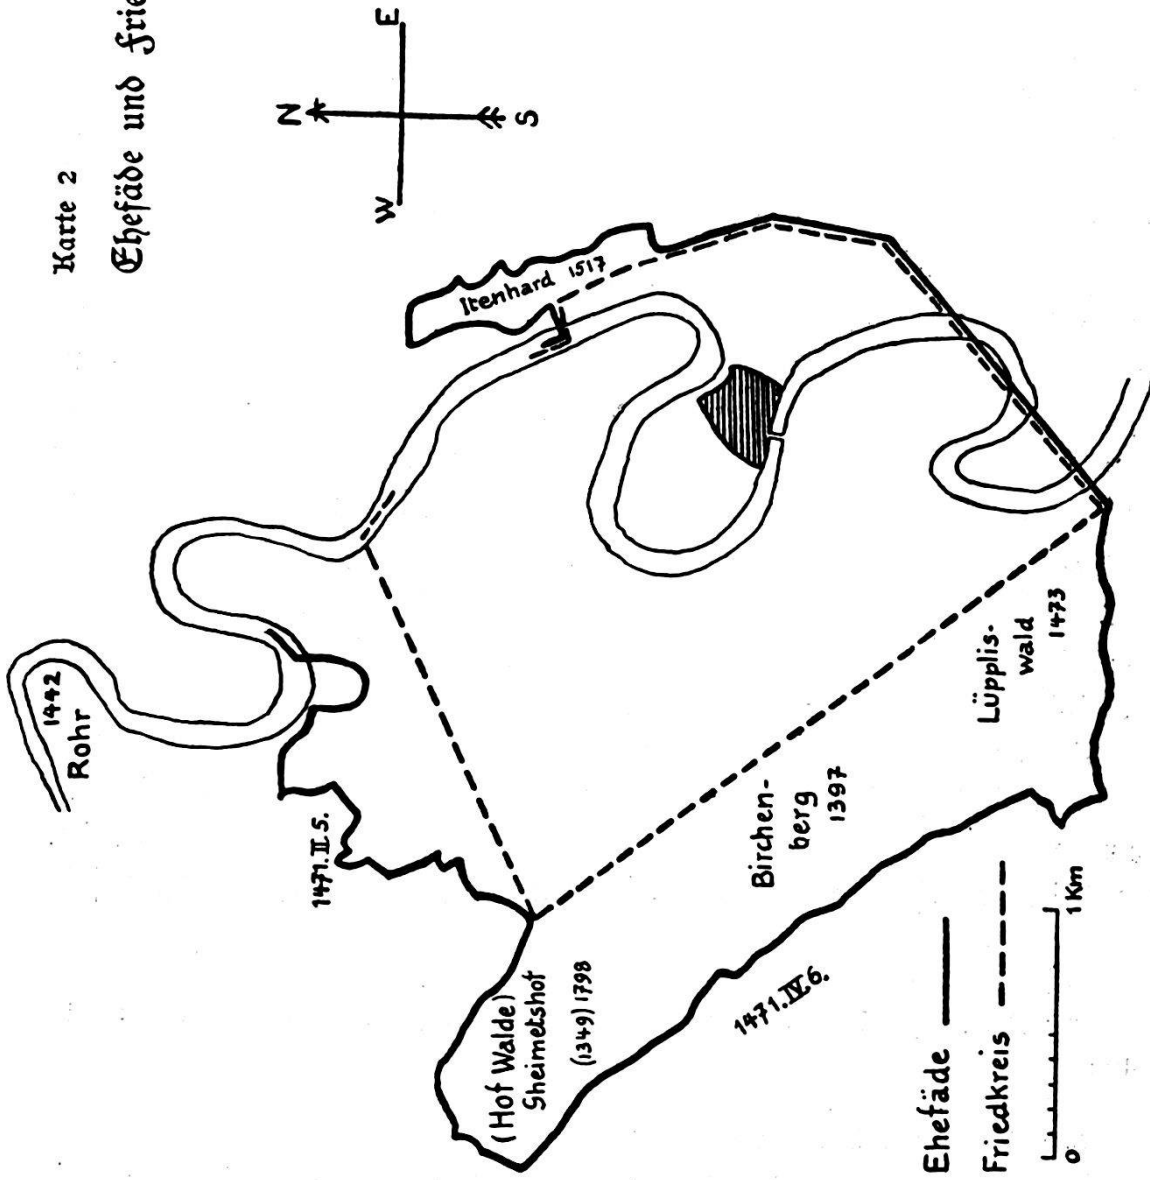 Karte 2
Ehefäde und Frie
N
E
W
S
Itenhard 1517
1442
Rohr
1471.II.5.
(Hof Walde)
Sheimetshof
(1349) 1798
Birchen-
berg
1397
Lüpplis-
wald
1473
1471.IV.6.
Ehefäde
Friedkreis
0
1 Km